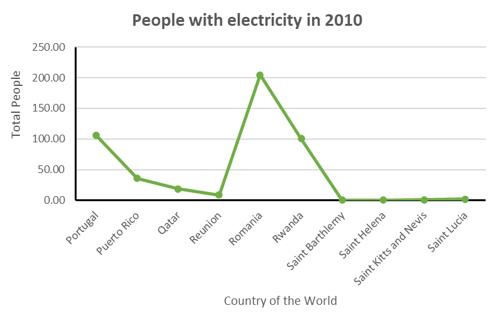 People with electricity in 2010
Total People
250.00
200.00
150.00
100.00
50.00
0.00
Portugal
Puerto Rico
Qatar
Reunion
Romania
Rwanda
Saint Barthlemy
Saint Helena
Saint Kitts and Nevis
Saint Lucia
Country of the World